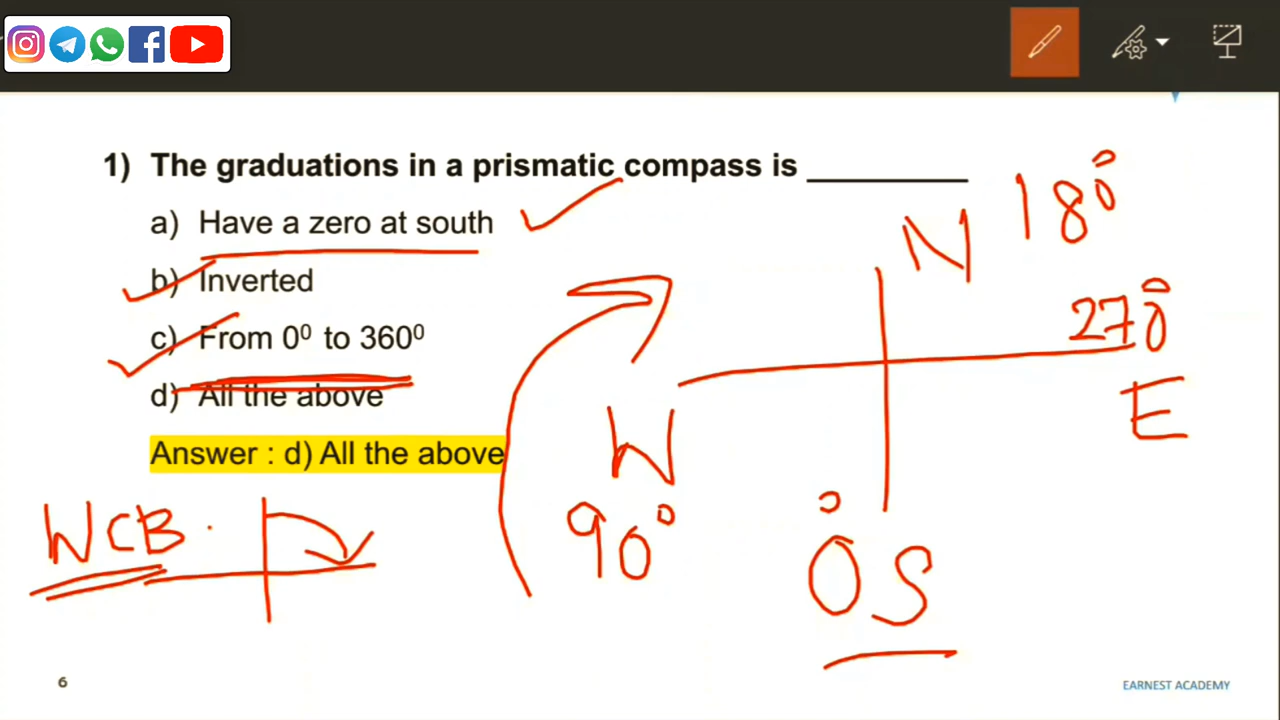 1) The graduations in a prismatic compass is _________
a) Have a zero at south
b) Inverted
c) From 0⁰ to 360⁰
d) All the above
Answer : d) All the above
N 180°
270°
E
W
90°
0° S
WCB
6
EARNEST ACADEMY